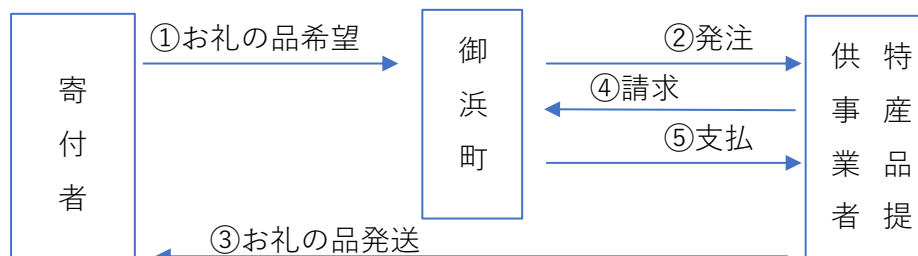 ①お礼の品希望
②発注
④請求
⑤支払
③お礼の品発送
寄付者
御浜町
特産品提
供事業者